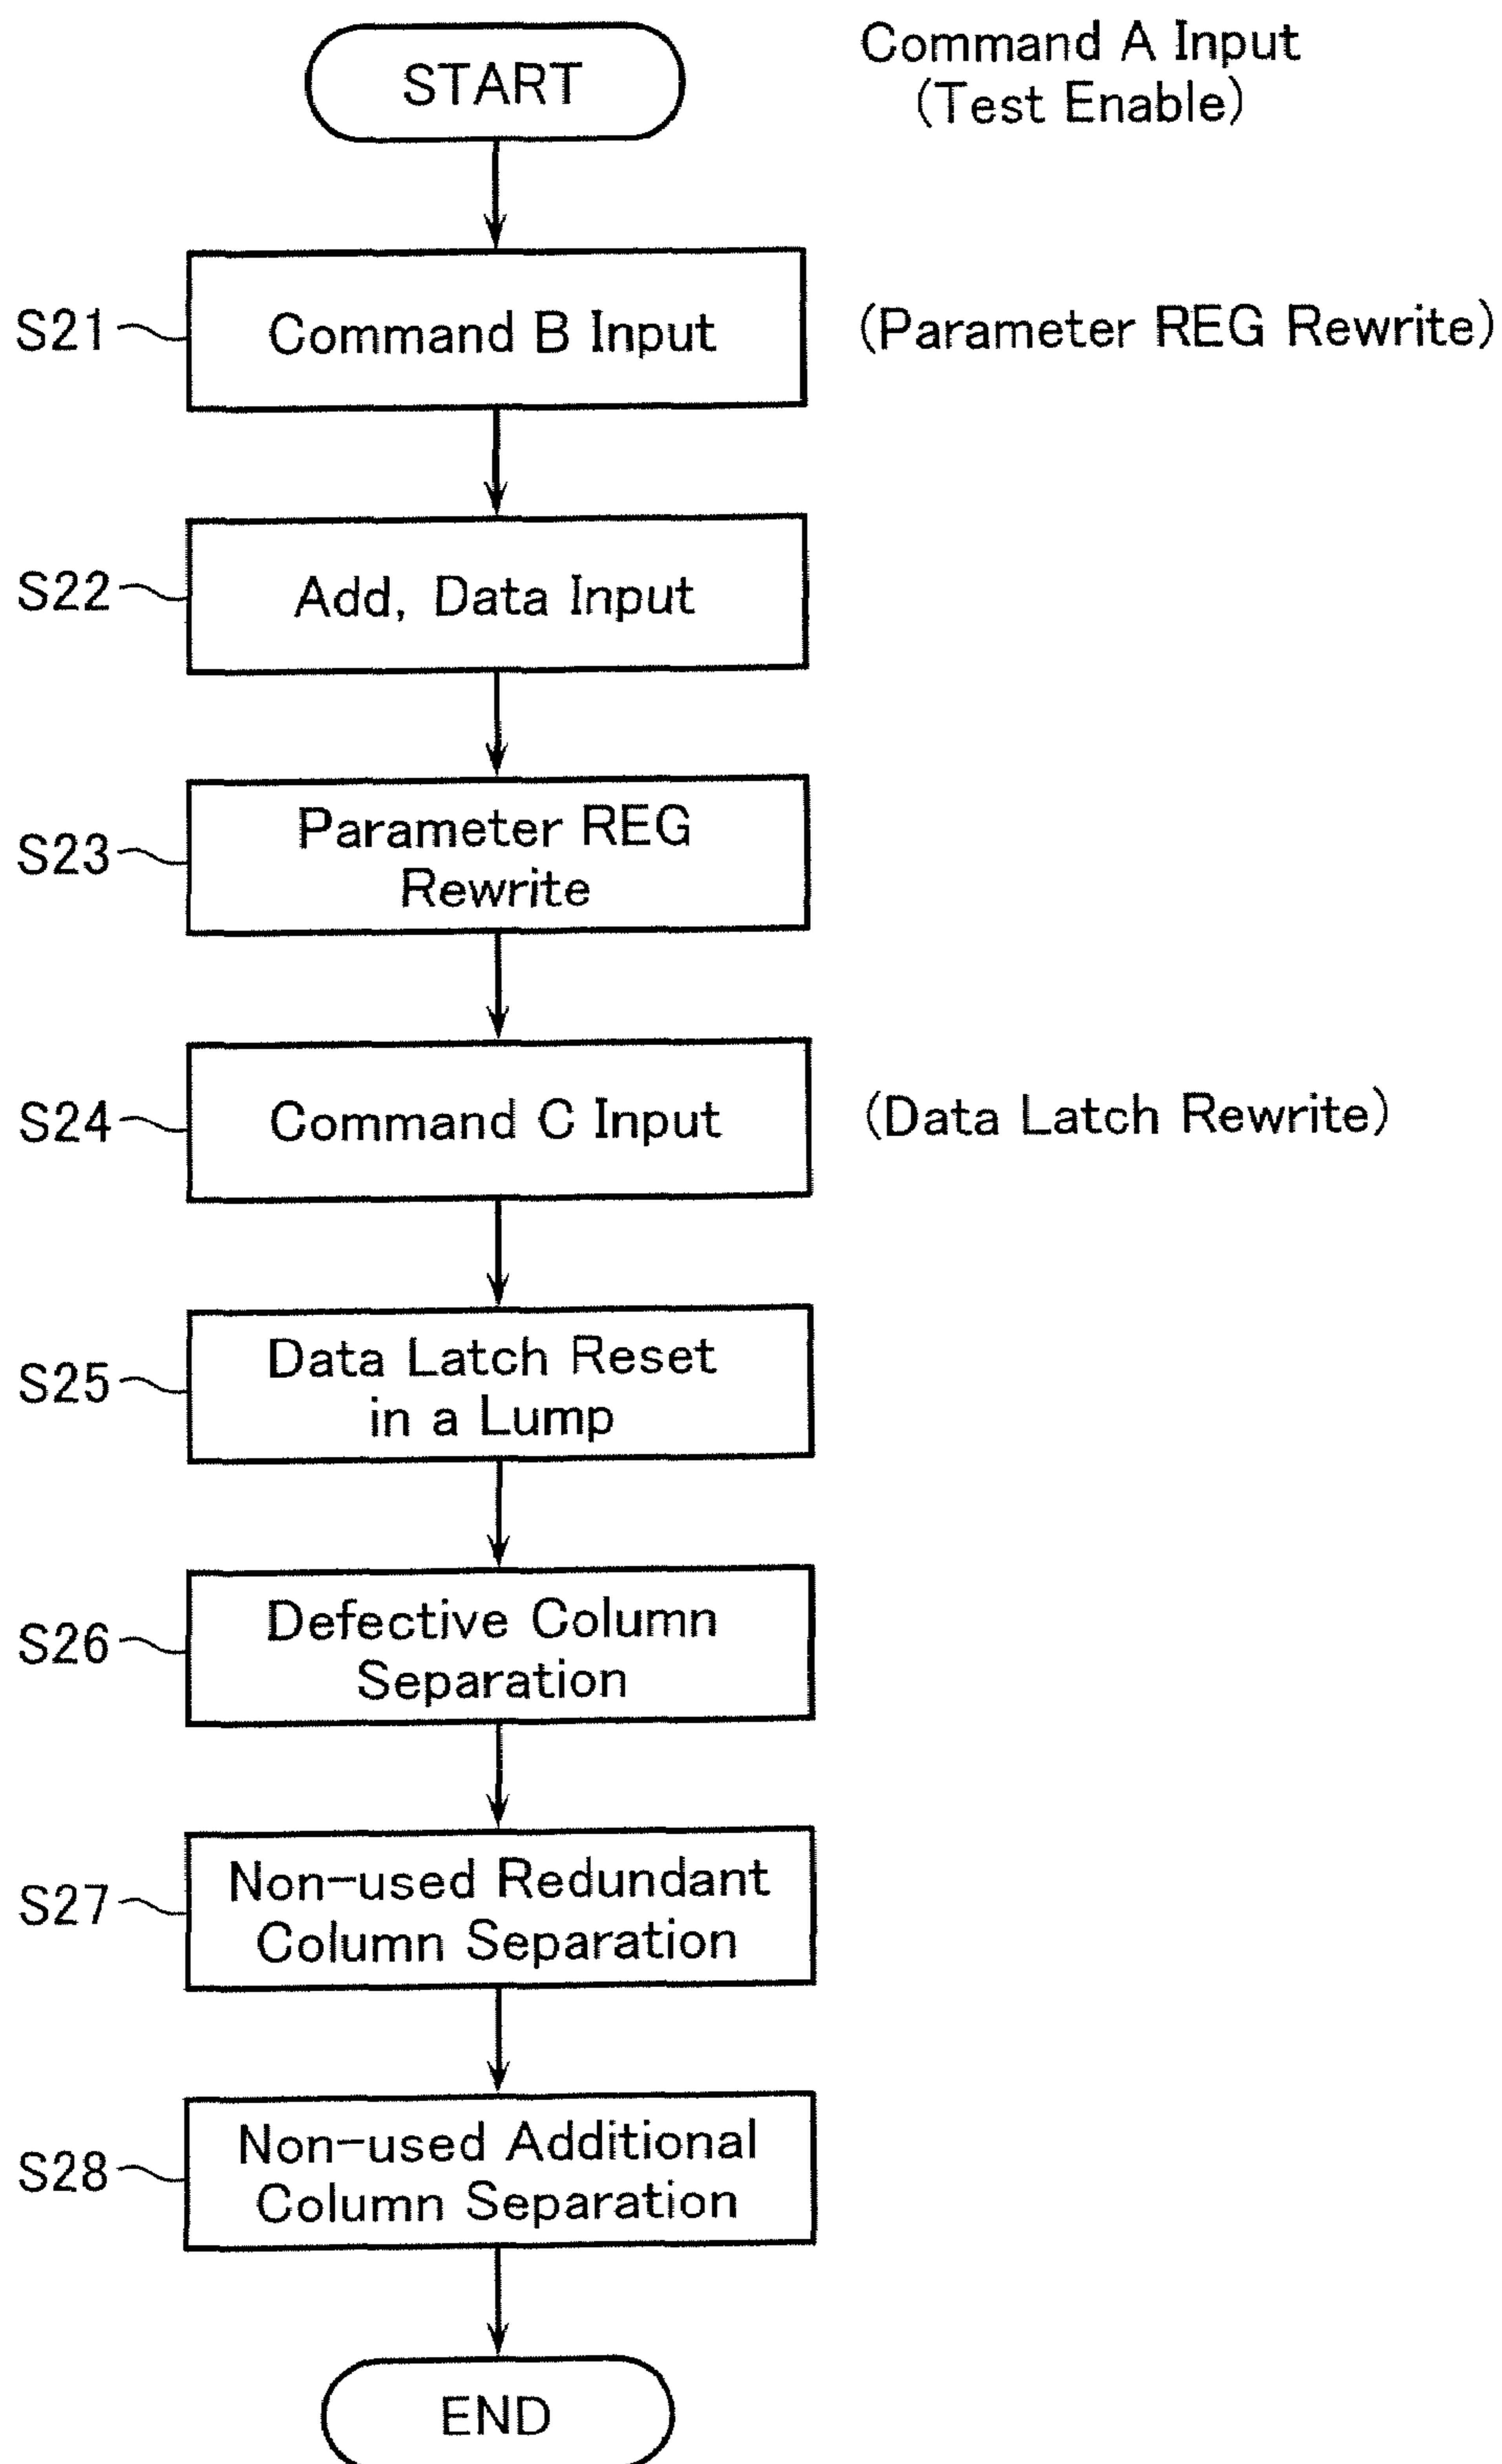 START
Command A Input
(Test Enable)
S21
Command B Input
(Parameter REG Rewrite)
S22
Add, Data Input
S23
Parameter REG
Rewrite
S24
Command C Input
(Data Latch Rewrite)
S25
Data Latch Reset
in a Lump
S26
Defective Column
Separation
S27
Non-used Redundant
Column Separation
S28
Non-used Additional
Column Separation
END